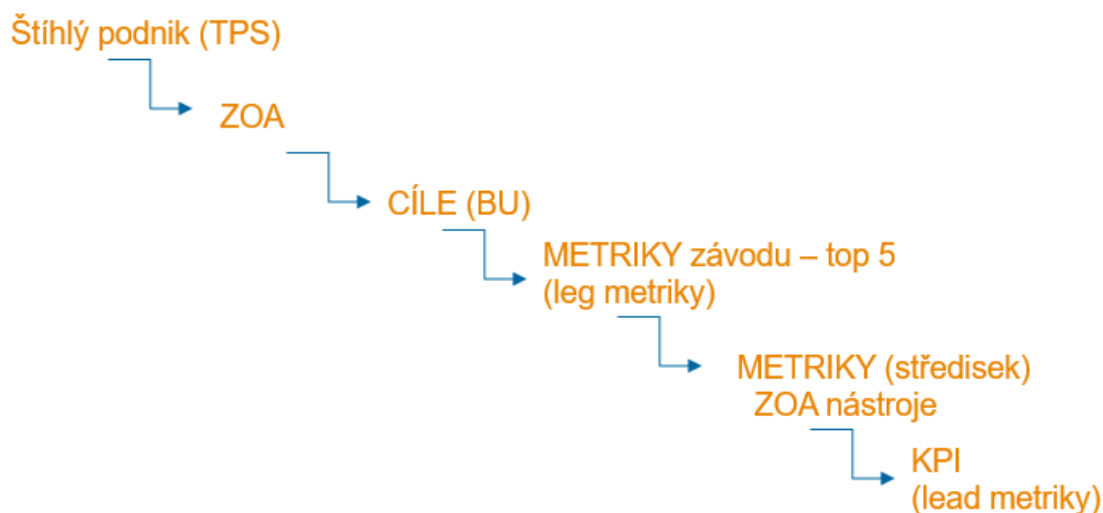 Štíhlý podnik (TPS)
ZOA
CÍLE (BU)
METRIKY závodu – top 5
(leg metriky)
METRIKY (středisek)
ZOA nástroje
KPI
(lead metriky)